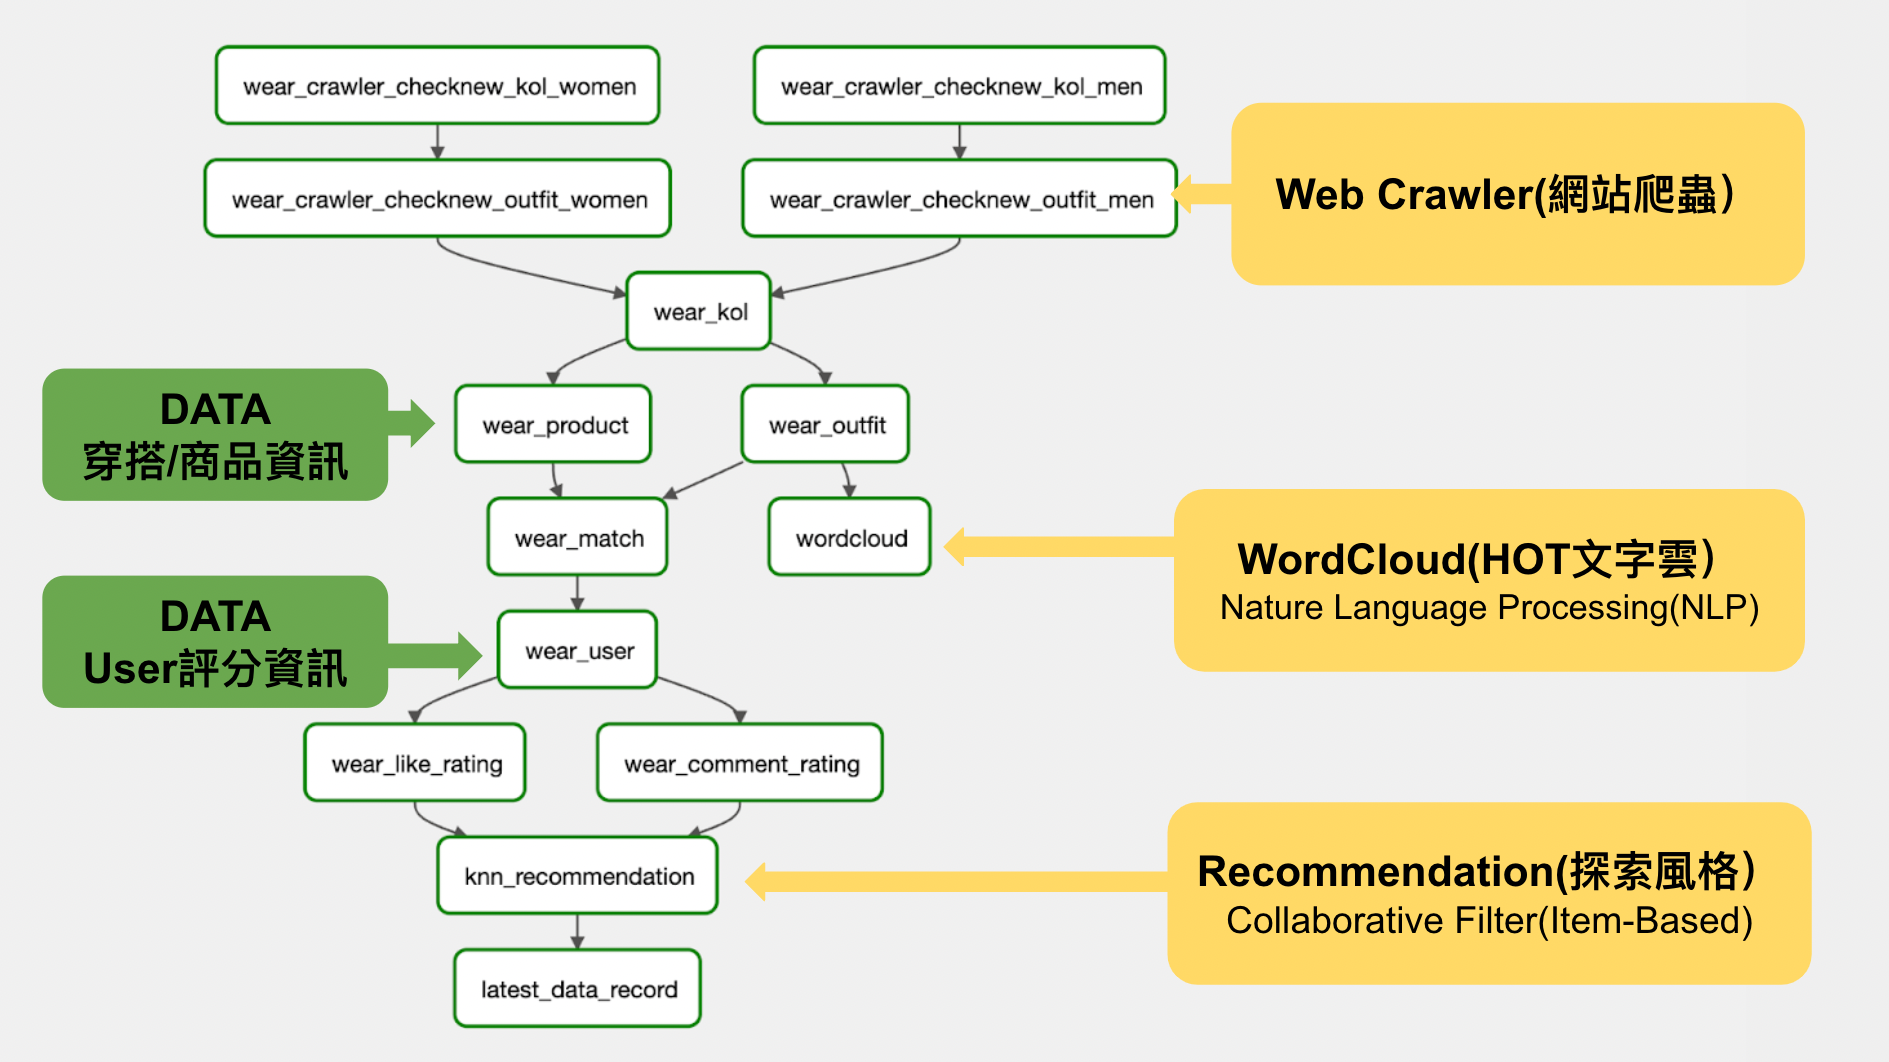 wear_crawler_checknew_kol_women
wear_crawler_checknew_kol_men
wear_crawler_checknew_outfit_women
wear_crawler_checknew_outfit_men
Web Crawler(網站爬蟲）
wear_kol
DATA
穿搭/商品資訊
wear_product
wear_outfit
wear_match
wordcloud
WordCloud(HOT文字雲）
Nature Language Processing(NLP)
DATA
User評分資訊
wear_user
wear_like_rating
wear_comment_rating
knn_recommendation
Recommendation(探索風格）
Collaborative Filter(Item-Based)
latest_data_record